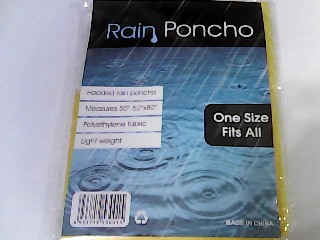 Rain Poncho
Hooded rain poncho
Measures 50"-52"x80"
Polyethylene fabric
Light weight
One Size
Fits All
MADE IN CHINA